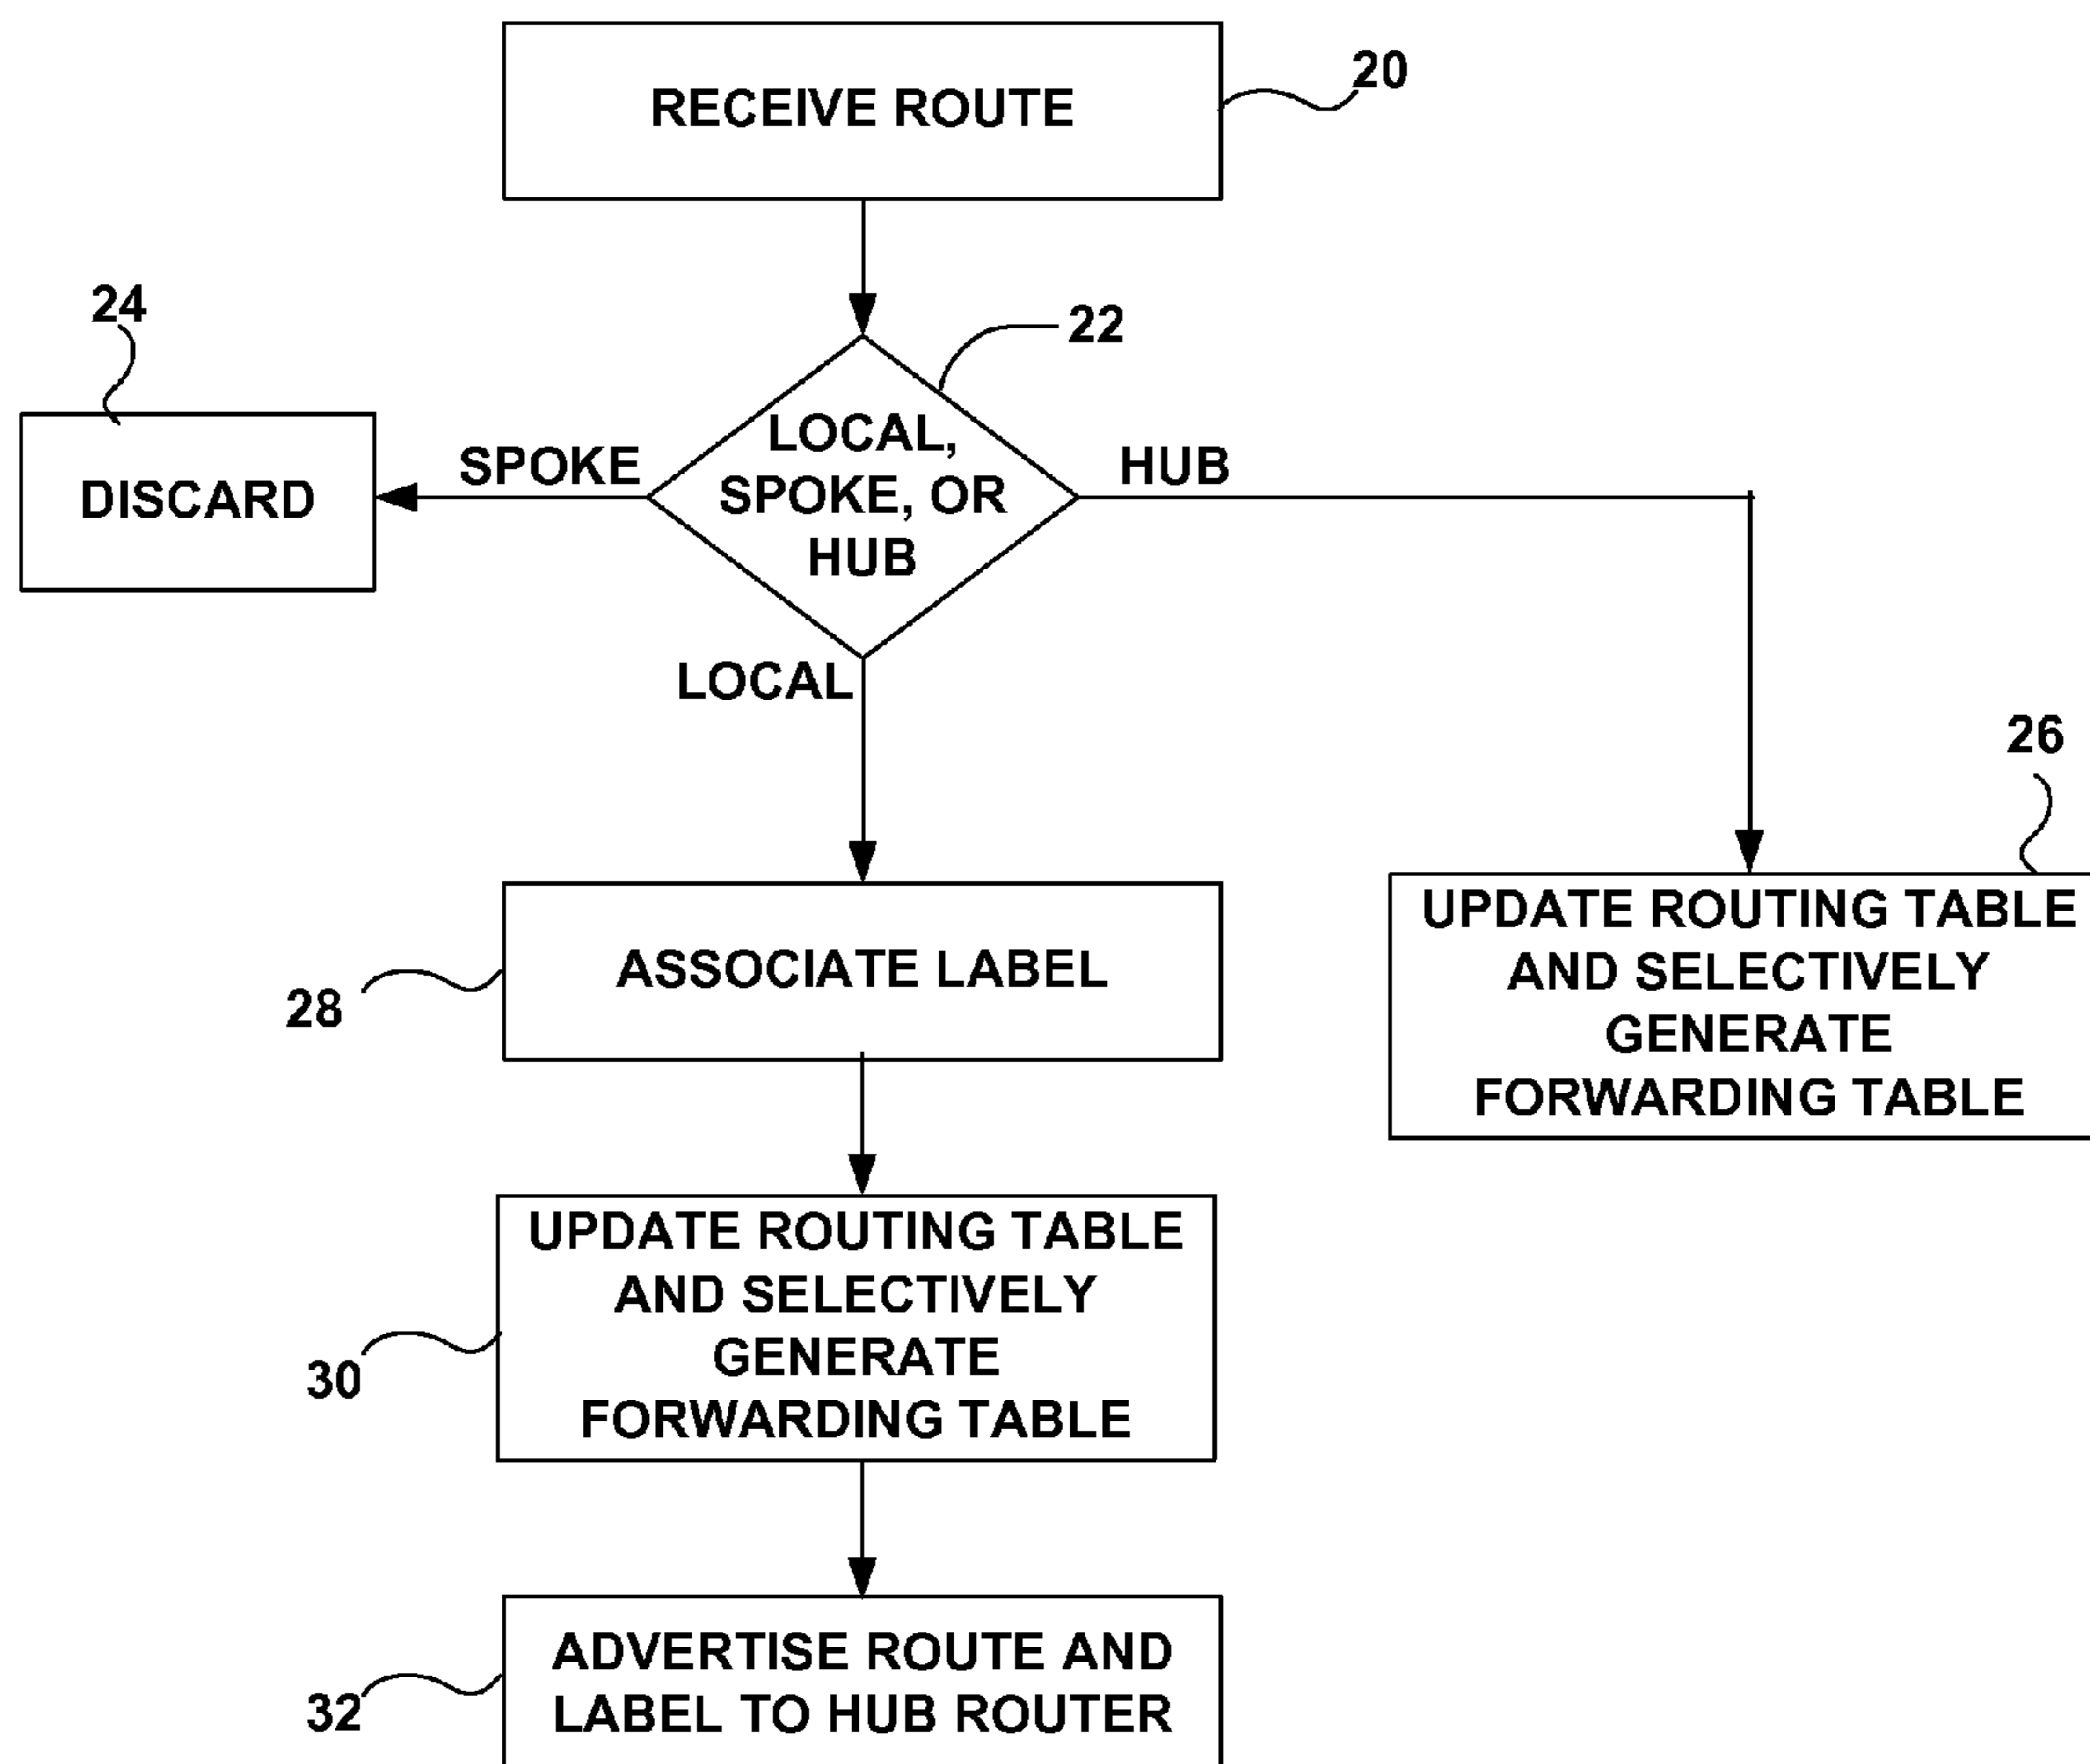 RECEIVE ROUTE
20
24
22
DISCARD
SPOKE
LOCAL,
SPOKE, OR
HUB
HUB
LOCAL
26
28
ASSOCIATE LABEL
UPDATE ROUTING TABLE
AND SELECTIVELY
GENERATE
FORWARDING TABLE
30
UPDATE ROUTING TABLE
AND SELECTIVELY
GENERATE
FORWARDING TABLE
32
ADVERTISE ROUTE AND
LABEL TO HUB ROUTER